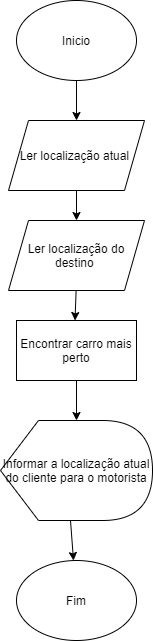 Inicio
Ler localização atual
Ler localização do
destino
Encontrar carro mais
perto
Informar a localização atual
do cliente para o motorista
Fim